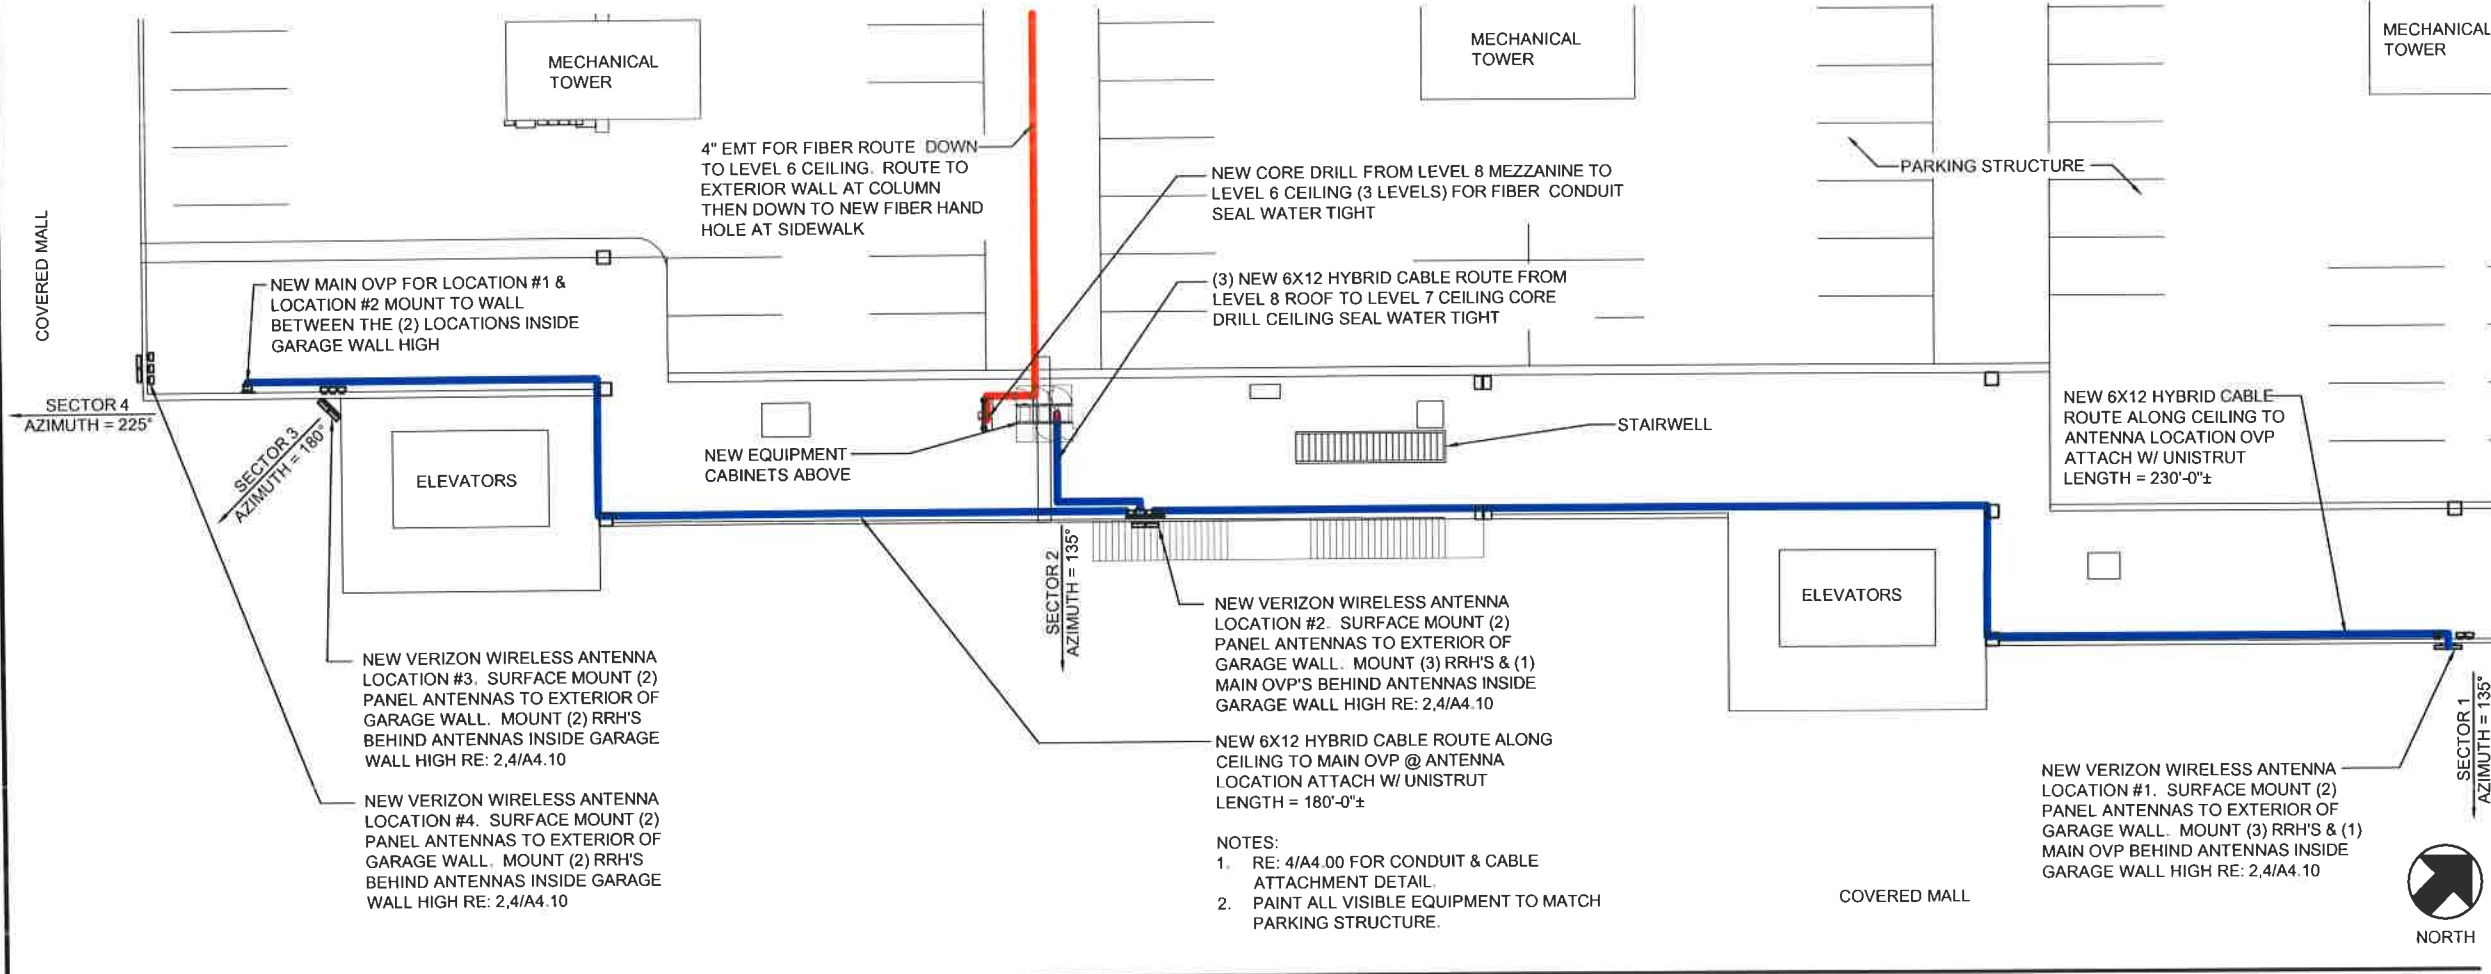 MECHANICAL
TOWER
MECHANICAL
TOWER
MECHANICAL
TOWER
4" EMT FOR FIBER ROUTE DOWN
TO LEVEL 6 CEILING. ROUTE TO
EXTERIOR WALL AT COLUMN
THEN DOWN TO NEW FIBER HAND
HOLE AT SIDEWALK
NEW CORE DRILL FROM LEVEL 8 MEZZANINE TO
LEVEL 6 CEILING (3 LEVELS) FOR FIBER CONDUIT
SEAL WATER TIGHT
PARKING STRUCTURE
COVERED MALL
NEW MAIN OVP FOR LOCATION #1 &
LOCATION #2 MOUNT TO WALL
BETWEEN THE (2) LOCATIONS INSIDE
GARAGE WALL HIGH
(3) NEW 6X12 HYBRID CABLE ROUTE FROM
LEVEL 8 ROOF TO LEVEL 7 CEILING CORE
DRILL CEILING SEAL WATER TIGHT
SECTOR 4
AZIMUTH = 225°
SECTOR 3
AZIMUTH = 180°
ELEVATORS
NEW EQUIPMENT
CABINETS ABOVE
STAIRWELL
NEW 6X12 HYBRID CABLE
ROUTE ALONG CEILING TO
ANTENNA LOCATION OVP
ATTACH W/ UNISTRUT
LENGTH = 230'-0"±
SECTOR 2
AZIMUTH = 135°
ELEVATORS
NEW VERIZON WIRELESS ANTENNA
LOCATION #3. SURFACE MOUNT (2)
PANEL ANTENNAS TO EXTERIOR OF
GARAGE WALL. MOUNT (2) RRH'S
BEHIND ANTENNAS INSIDE GARAGE
WALL HIGH RE: 2,4/A4.10
NEW VERIZON WIRELESS ANTENNA
LOCATION #4. SURFACE MOUNT (2)
PANEL ANTENNAS TO EXTERIOR OF
GARAGE WALL. MOUNT (2) RRH'S
BEHIND ANTENNAS INSIDE GARAGE
WALL HIGH RE: 2,4/A4.10
NEW VERIZON WIRELESS ANTENNA
LOCATION #2. SURFACE MOUNT (2)
PANEL ANTENNAS TO EXTERIOR OF
GARAGE WALL. MOUNT (3) RRH'S & (1)
MAIN OVP'S BEHIND ANTENNAS INSIDE
GARAGE WALL HIGH RE: 2,4/A4.10
NEW 6X12 HYBRID CABLE ROUTE ALONG
CEILING TO MAIN OVP @ ANTENNA
LOCATION ATTACH W/ UNISTRUT
LENGTH = 180'-0"±
NOTES:
1. RE: 4/A4.00 FOR CONDUIT & CABLE
ATTACHMENT DETAIL.
2. PAINT ALL VISIBLE EQUIPMENT TO MATCH
PARKING STRUCTURE.
SECTOR 1
AZIMUTH = 135°
NEW VERIZON WIRELESS ANTENNA
LOCATION #1. SURFACE MOUNT (2)
PANEL ANTENNAS TO EXTERIOR OF
GARAGE WALL. MOUNT (3) RRH'S & (1)
MAIN OVP BEHIND ANTENNAS INSIDE
GARAGE WALL HIGH RE: 2,4/A4.10
COVERED MALL
NORTH